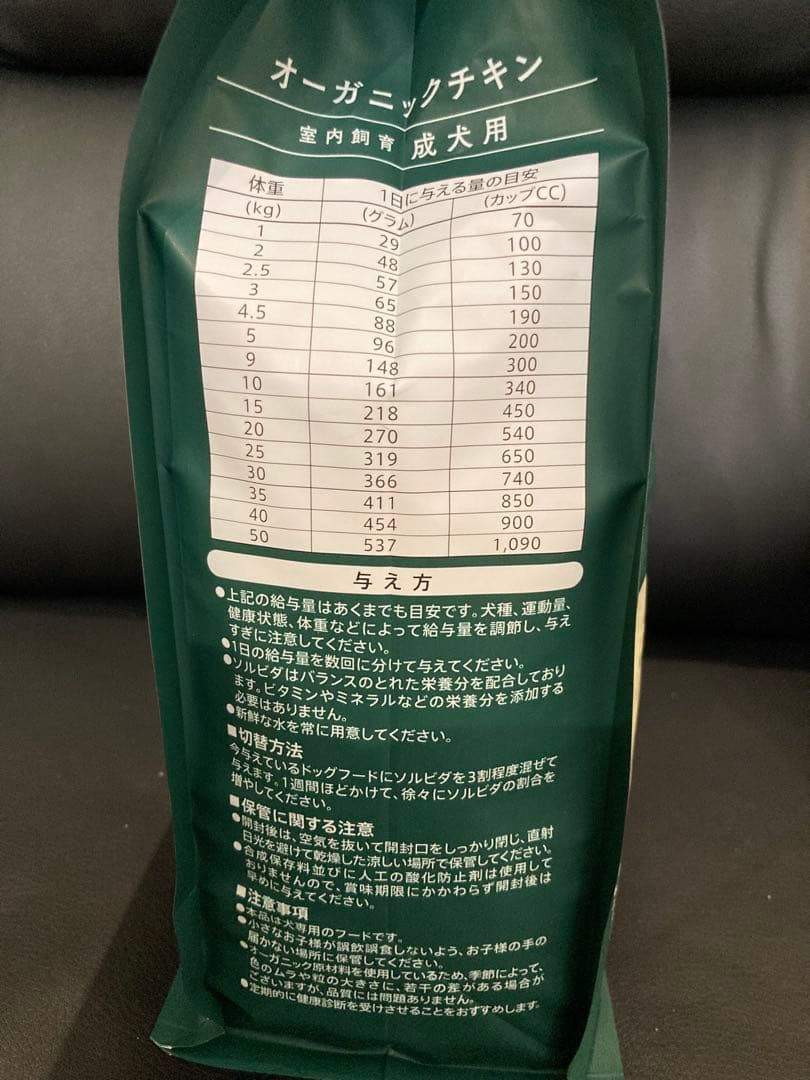 オーガニックチキン
室内飼育 成犬用
体重 1日に与える量の目安
(kg) (グラム) (カップCC)
1 29 70
2 48 100
2.5 57 130
3 65 150
4.5 88 190
5 96 200
9 148 300
10 161 340
15 218 450
20 270 540
25 319 650
30 366 740
35 411 850
40 454 900
50 537 1,090
与え方
●上記の給与量はあくまでも目安です。犬種、運動量、
健康状態、体重などによって給与量を調節し、与え
すぎに注意してください。
●1日の給与量を数回に分けて与えてください。
●ソルビダはバランスのとれた栄養分を配合しており
ます。ビタミンやミネラルなどの栄養分を添加する
必要はありません。
●新鮮な水を常に用意してください。
■切替方法
今与えているドッグフードにソルビダを3割程度混ぜて
与えます。1週間ほどかけて、徐々にソルビダの割合を
増やしてください。
■保管に関する注意
●開封後は、空気を抜いて開封口をしっかり閉じ、直射
日光を避けて乾燥した涼しい場所で保管してください。
●合成保存料並びに人工の酸化防止剤は使用して
おりませんので、賞味期限にかかわらず開封後は
早めに与えてください。
■注意事項
●本品は犬専用のフードです。
●小さなお子様が誤飲誤食しないよう、お子様の手の
届かない場所に保管してください。
●オーガニック原材料を使用しているため、季節によって、
色のムラや粒の大きさに、若干の差がある場合が
ございますが、品質には問題ありません。
●定期的に健康診断を受けさせることをおすすめします。